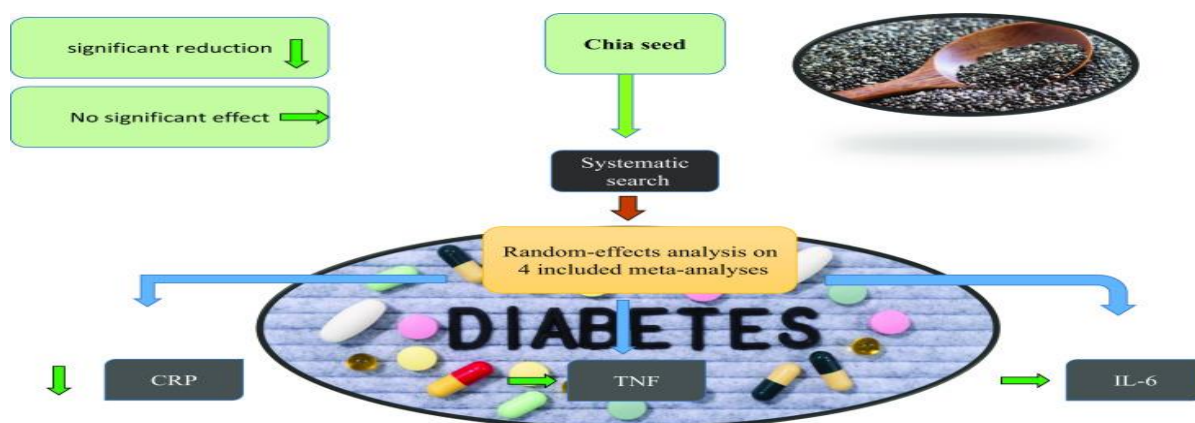 significant reduction
No significant effect
Chia seed
Systematic
search
Random-effects analysis on
4 included meta-analyses
DIABETES
CRP
TNF
IL-6